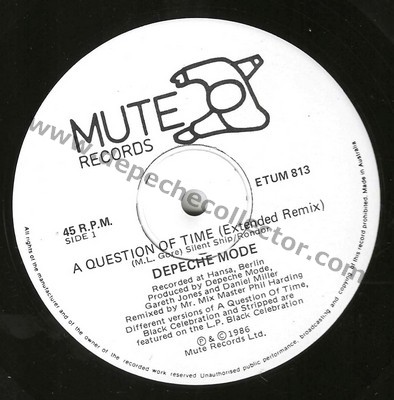 MUTE
RECORDS
ETUM 813
45 R.P.M.
SIDE 1
A QUESTION OF TIME (Extended Remix)
(M.L. Gore) Silent Ship/Rondor
DEPECHE MODE
Recorded at Hansa, Berlin
Produced by Depeche Mode,
Gareth Jones and Daniel Miller
Remixed by Mr. Mix Master Phil Harding
Different versions of A Question Of Time,
Black Celebration and Stripped are
featured on the L.P. Black Celebration
℗ & © 1986
Mute Records Ltd.
All rights of the manufacturer and of the owner of the recorded work reserved. Unauthorised public performance, broadcasting and copying of this record prohibited. Made in Australia
www.depechecollector.com